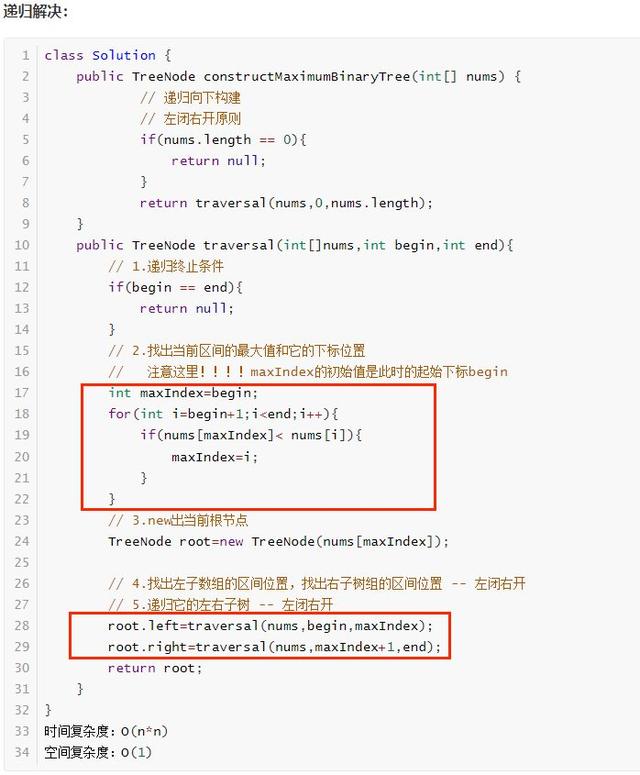 递归解决：
1 class Solution {
2 public TreeNode constructMaximumBinaryTree(int[] nums) {
3 // 递归向下构建
4 // 左闭右开原则
5 if(nums.length == 0){
6 return null;
7 }
8 return traversal(nums,0,nums.length);
9 }
10 public TreeNode traversal(int[]nums,int begin,int end){
11 // 1.递归终止条件
12 if(begin == end){
13 return null;
14 }
15 // 2.找出当前区间的最大值和它的下标位置
16 // 注意这里！！！！maxIndex的初始值是此时的起始下标begin
17 int maxIndex=begin;
18 for(int i=begin+1;i<end;i++){
19 if(nums[maxIndex]< nums[i]){
20 maxIndex=i;
21 }
22 }
23 // 3.new出当前根节点
24 TreeNode root=new TreeNode(nums[maxIndex]);
25
26 // 4.找出左子数组的区间位置，找出右子树组的区间位置 -- 左闭右开
27 // 5.递归它的左右子树 -- 左闭右开
28 root.left=traversal(nums,begin,maxIndex);
29 root.right=traversal(nums,maxIndex+1,end);
30 return root;
31 }
32 }
33 时间复杂度：O(n*n)
34 空间复杂度：O(1)